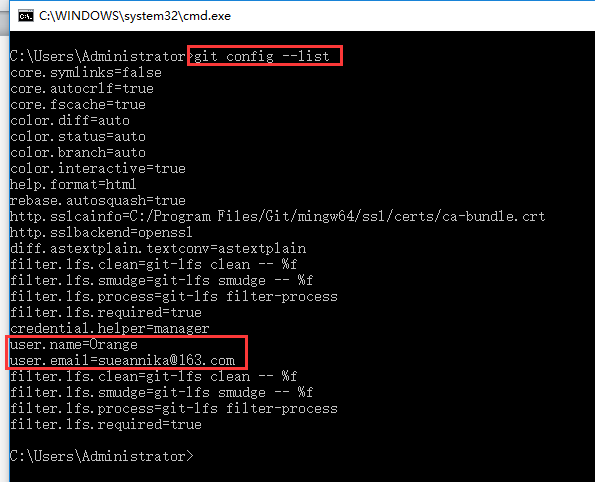 C:\WINDOWS\system32\cmd.exe
C:\Users\Administrator>git config --list
core.symlinks=false
core.autocrlf=true
core.fscache=true
color.diff=auto
color.status=auto
color.branch=auto
color.interactive=true
help.format=html
rebase.autosquash=true
http.sslcainfo=C:/Program Files/Git/mingw64/ssl/certs/ca-bundle.crt
http.sslbackend=openssl
diff.astextplain.textconv=astextplain
filter.lfs.clean=git-lfs clean -- %f
filter.lfs.smudge=git-lfs smudge -- %f
filter.lfs.process=git-lfs filter-process
filter.lfs.required=true
credential.helper=manager
user.name=Orange
user.email=sueannika@163.com
filter.lfs.clean=git-lfs clean -- %f
filter.lfs.smudge=git-lfs smudge -- %f
filter.lfs.process=git-lfs filter-process
filter.lfs.required=true
C:\Users\Administrator>